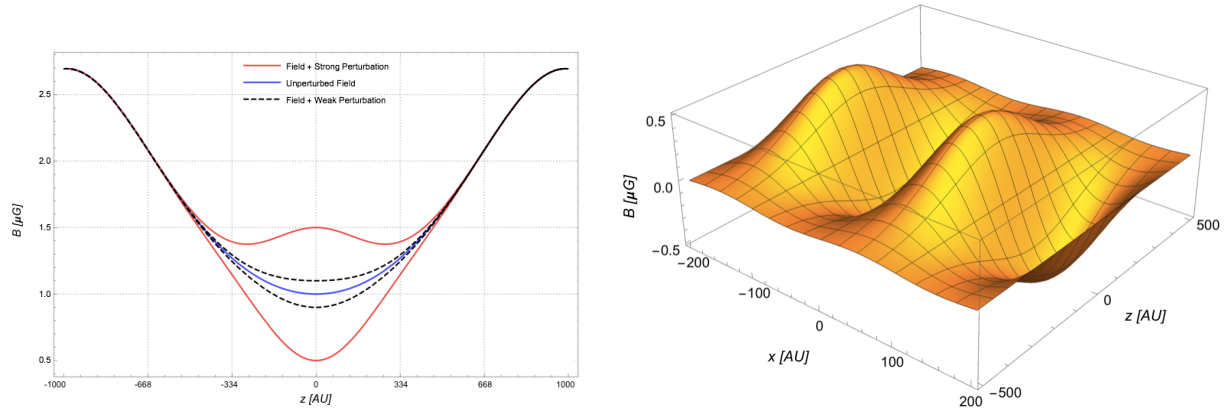 Field + Strong Perturbation
Unperturbed Field
Field + Weak Perturbation
B [μG]
2.5
2.0
1.5
1.0
0.5
-1000
-668
-334
0
334
668
1000
z [AU]
0.5
0.0
-0.5
B [μG]
-200
-100
0
100
200
x [AU]
-500
0
500
z [AU]